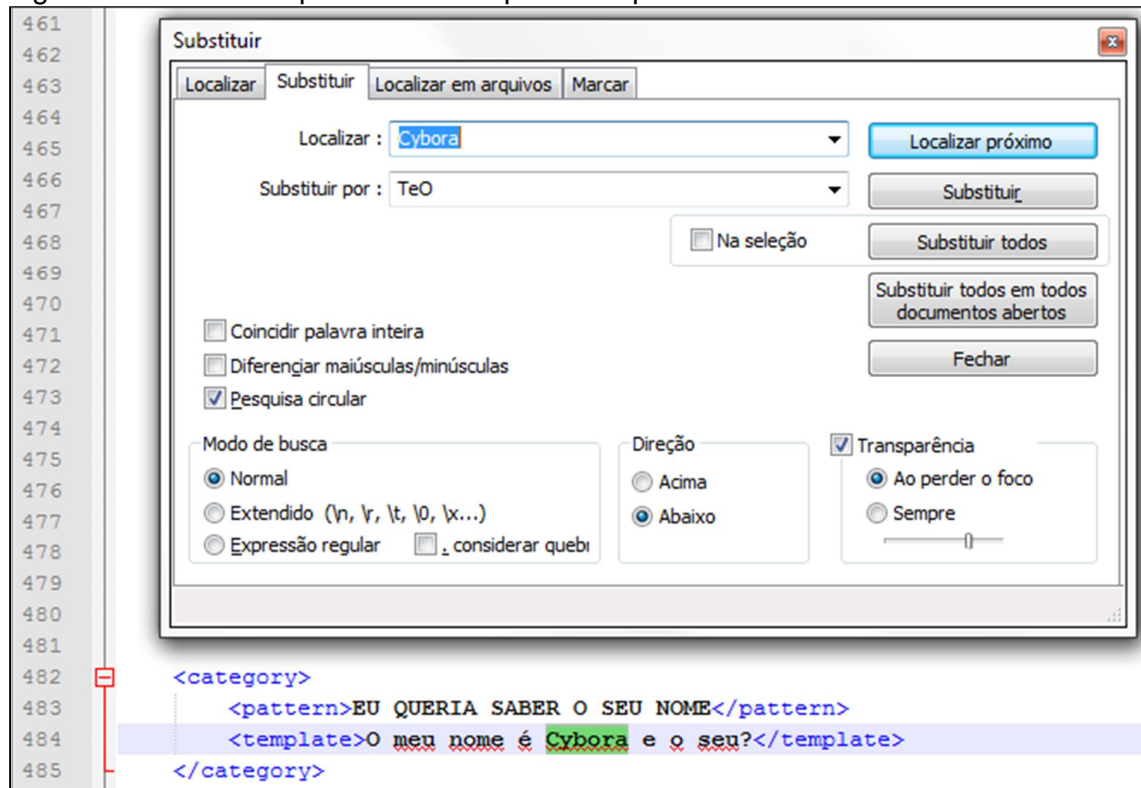 461
462
463
464
465
466
467
468
469
470
471
472
473
474
475
476
477
478
479
480
481
482
483
484
485
Substituir
Localizar Substituir Localizar em arquivos Marcar
Localizar : Cybora
Localizar próximo
Substituir por : TeO
Substituir
Na seleção
Substituir todos
Substituir todos em todos
documentos abertos
Coincidir palavra inteira
Diferençiar maiúsculas/minúsculas
Fechar
Pesquisa circular
Modo de busca
Normal
Extendido (\n, \r, \t, \0, \x...)
Expressão regular . considerar quebr
Direção
Acima
Abaixo
Transparência
Ao perder o foco
Sempre
<category>
<pattern>EU QUERIA SABER O SEU NOME</pattern>
<template>O meu nome é Cybora e o seu?</template>
</category>